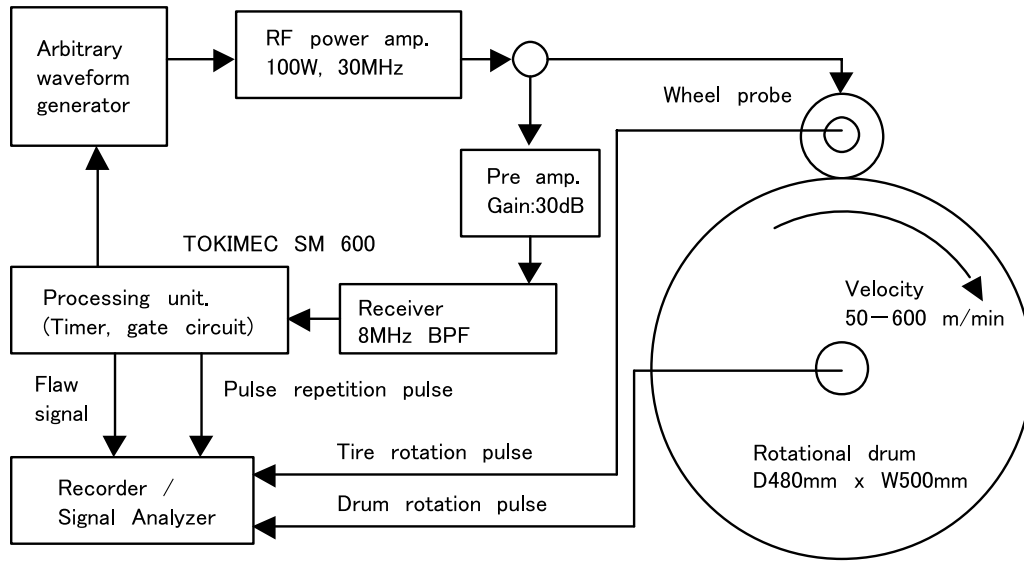 Arbitrary
waveform
generator
RF power amp.
100W, 30MHz
Wheel probe
Pre amp.
Gain:30dB
TOKIMEC SM 600
Processing unit.
(Timer, gate circuit)
Receiver
8MHz BPF
Velocity
50－600 m/min
Flaw
signal
Pulse repetition pulse
Tire rotation pulse
Rotational drum
D480mm x W500mm
Recorder /
Signal Analyzer
Drum rotation pulse